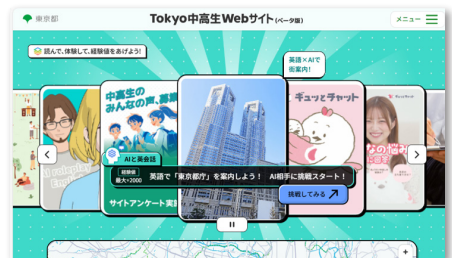 東京都
Tokyo中高生Webサイト(ベータ版)
メニュー
読んで、体験して、経験値をあげよう!
英語×AIで
街案内!
中高生の
みんなの声、募集
ギュッとチャット
AIと英会話
経験値
最大+2000
英語で「東京都庁」を案内しよう! AI相手に挑戦スタート!
サイトアンケート実施
挑戦してみる